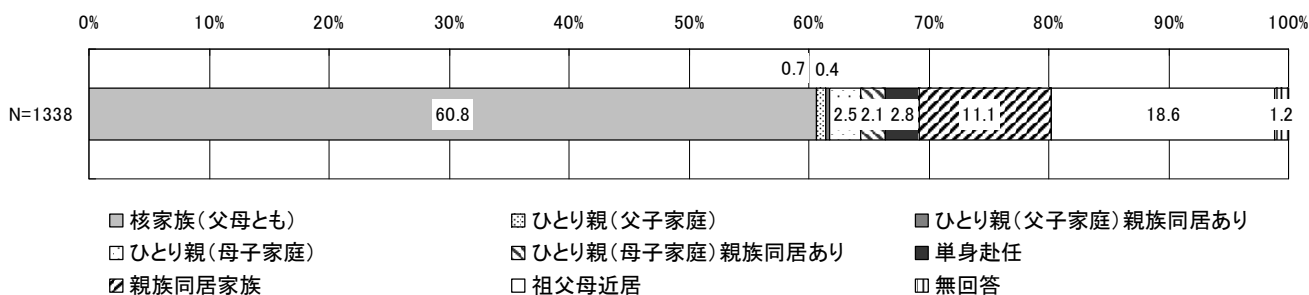 0% 10% 20% 30% 40% 50% 60% 70% 80% 90% 100%
0.7 0.4
N=1338 60.8 2.5 2.1 2.8 11.1 18.6 1.2
核家族(父母とも) ひとり親(父子家庭) ひとり親(父子家庭)親族同居あり
ひとり親(母子家庭) ひとり親(母子家庭)親族同居あり 単身赴任
親族同居家族 祖父母近居 無回答